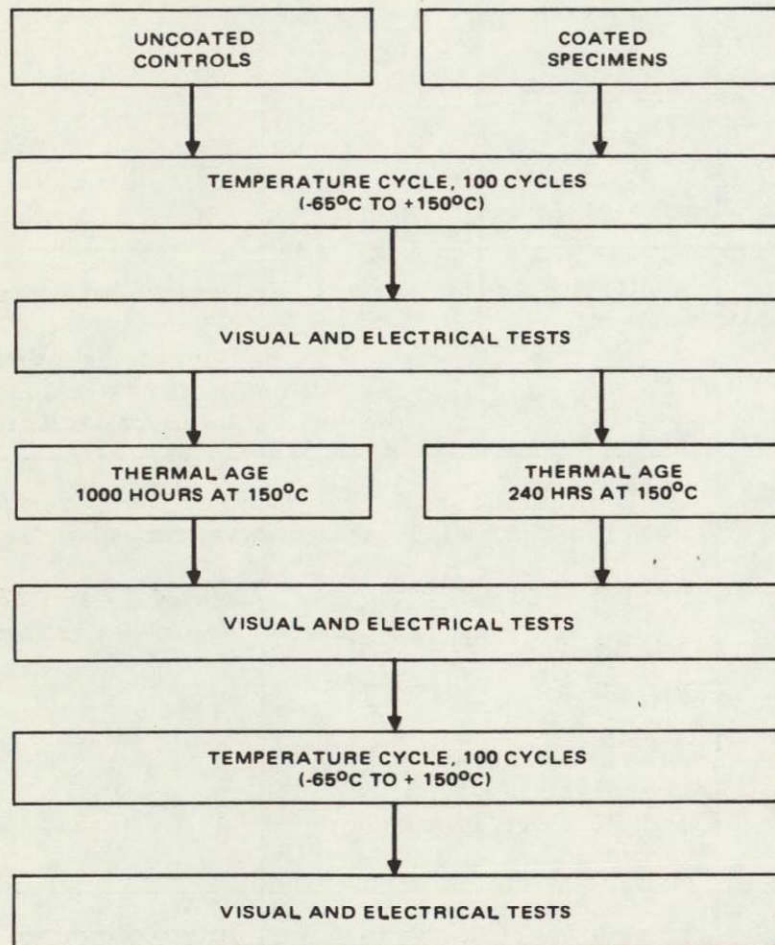 UNCOATED
CONTROLS
COATED
SPECIMENS
TEMPERATURE CYCLE, 100 CYCLES
(-65°C TO +150°C)
VISUAL AND ELECTRICAL TESTS
THERMAL AGE
1000 HOURS AT 150°C
THERMAL AGE
240 HRS AT 150°C
VISUAL AND ELECTRICAL TESTS
TEMPERATURE CYCLE, 100 CYCLES
(-65°C TO + 150°C)
VISUAL AND ELECTRICAL TESTS